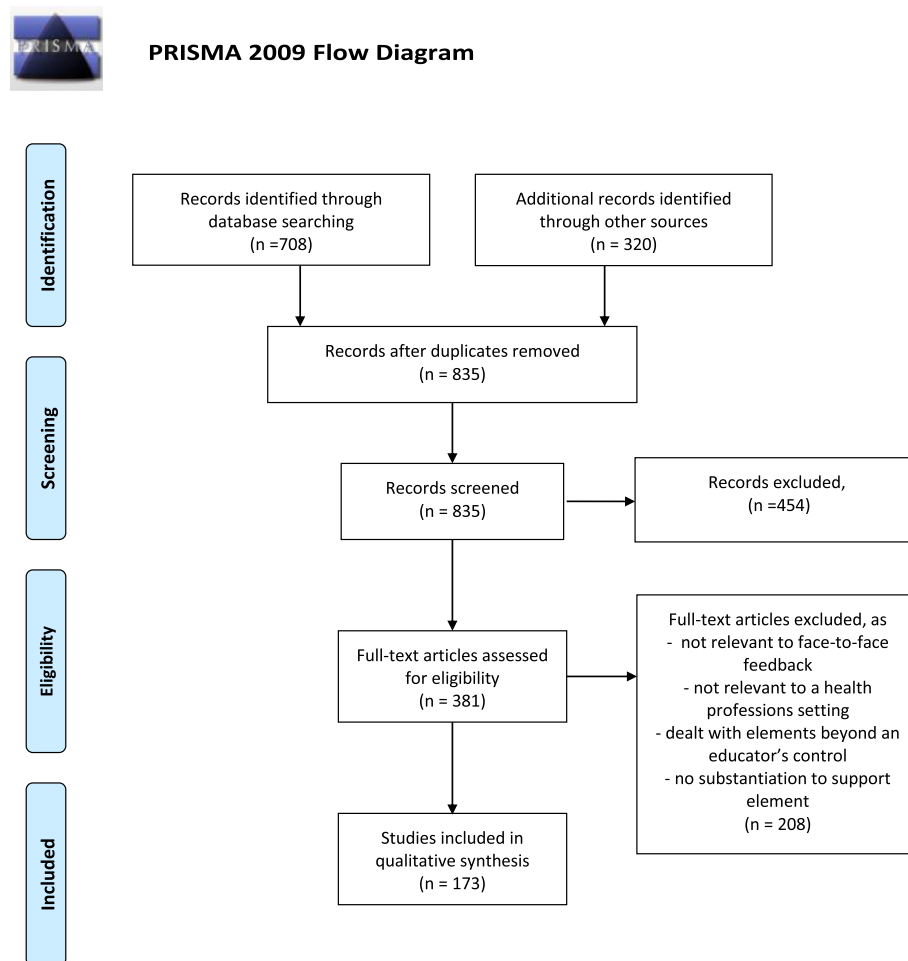 PRISMA
PRISMA 2009 Flow Diagram
Identification
Records identified through
database searching
(n =708)
Additional records identified
through other sources
(n = 320)
Records after duplicates removed
(n = 835)
Screening
Records screened
(n = 835)
Records excluded,
(n =454)
Eligibility
Full-text articles assessed
for eligibility
(n = 381)
Full-text articles excluded, as
- not relevant to face-to-face
feedback
- not relevant to a health
professions setting
- dealt with elements beyond an
educator’s control
- no substantiation to support
element
(n = 208)
Included
Studies included in
qualitative synthesis
(n = 173)